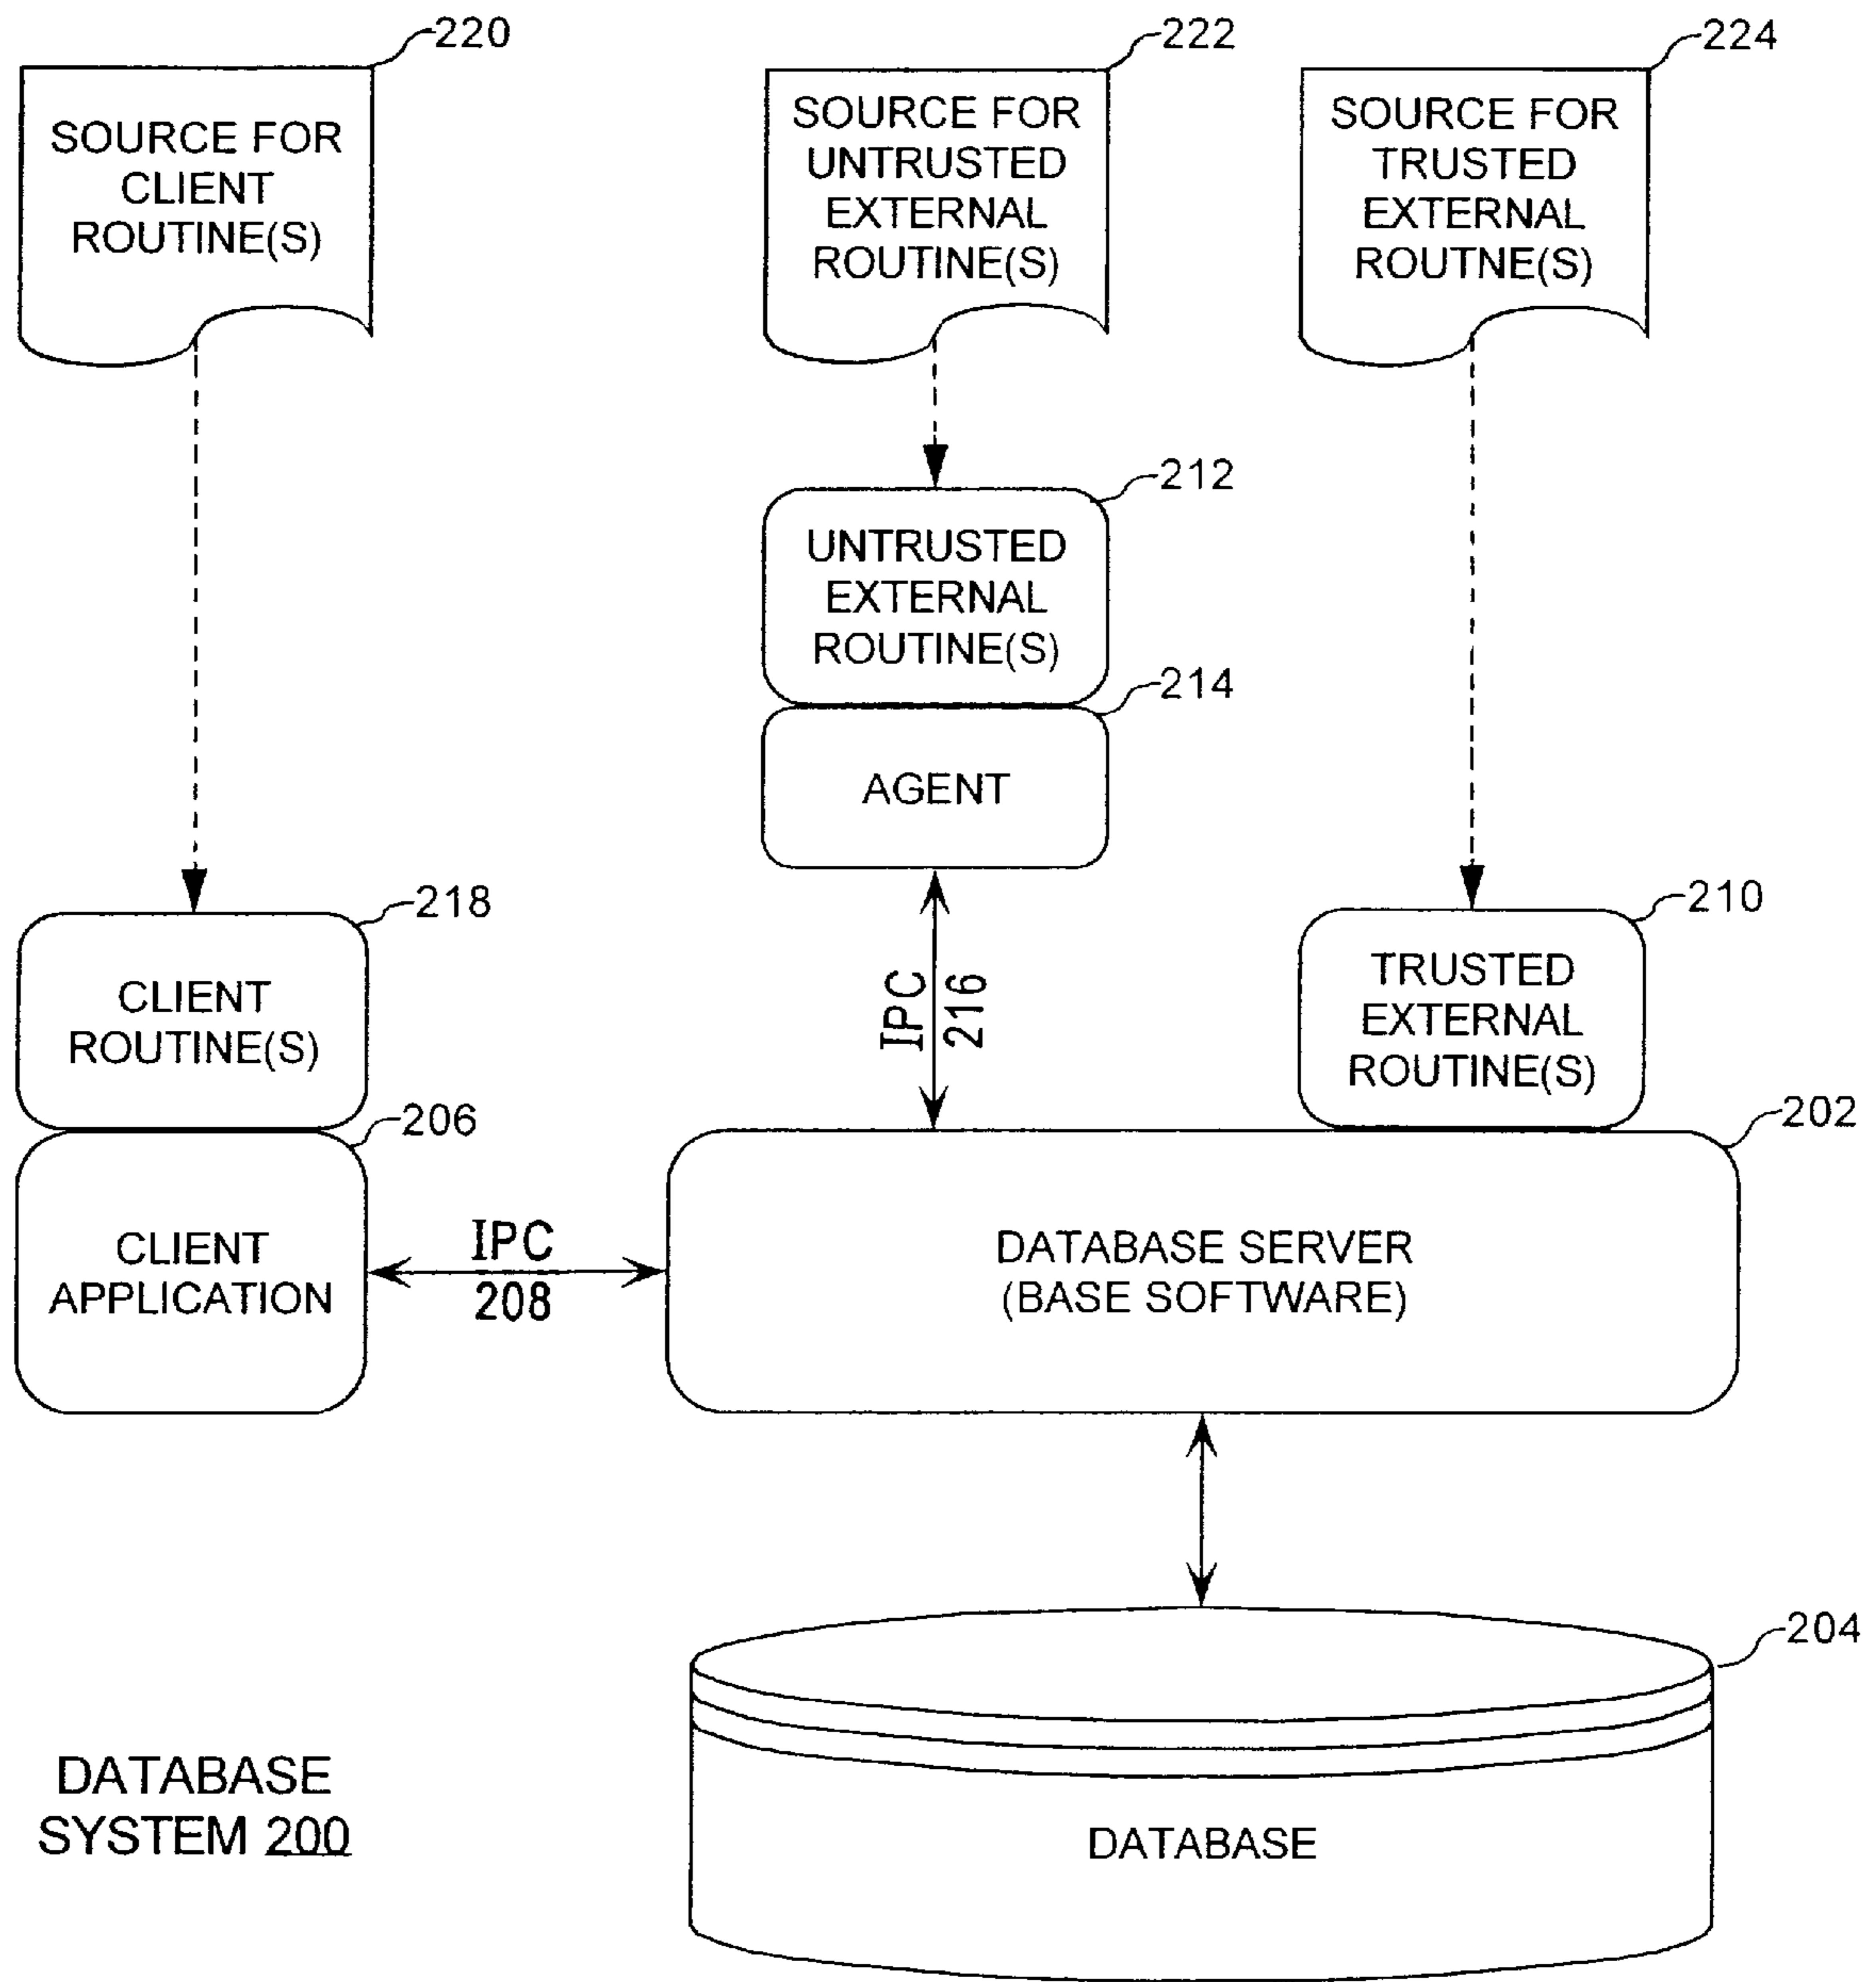 220
SOURCE FOR
CLIENT
ROUTINE(S)
222
SOURCE FOR
UNTRUSTED
EXTERNAL
ROUTINE(S)
224
SOURCE FOR
TRUSTED
EXTERNAL
ROUTNE(S)
212
UNTRUSTED
EXTERNAL
ROUTINE(S)
214
AGENT
218
CLIENT
ROUTINE(S)
IPC
216
210
TRUSTED
EXTERNAL
ROUTINE(S)
206
CLIENT
APPLICATION
IPC
208
202
DATABASE SERVER
(BASE SOFTWARE)
204
DATABASE
DATABASE
SYSTEM 200